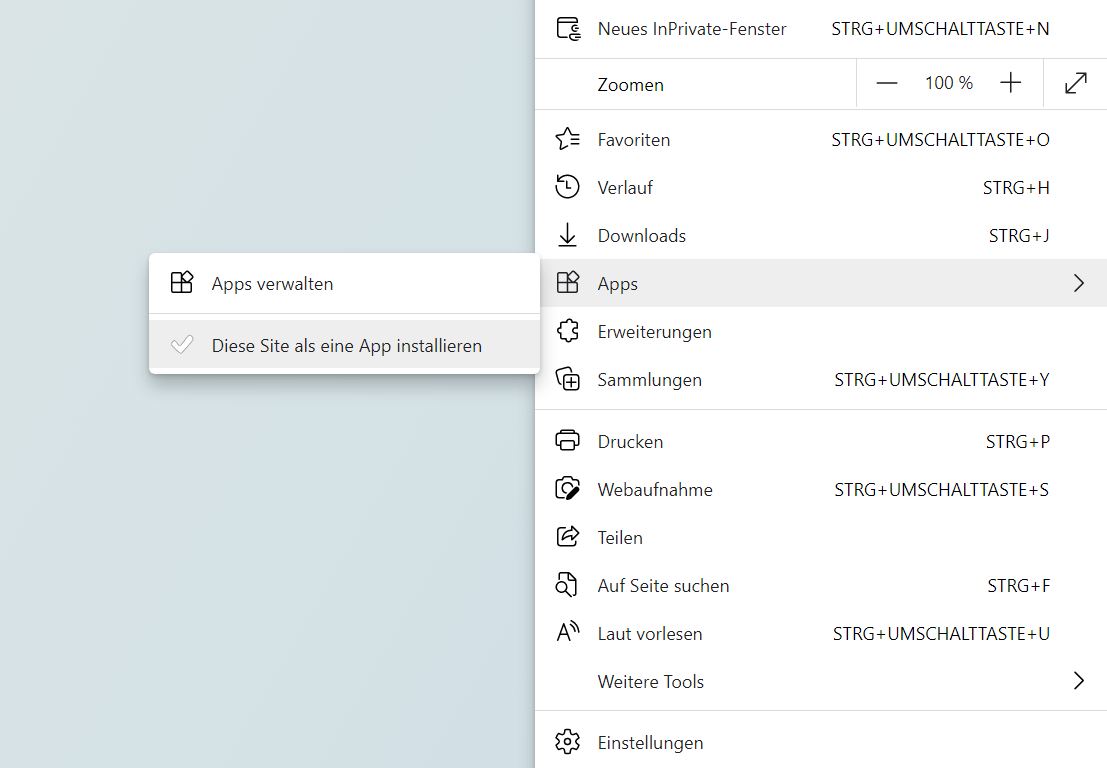 Neues InPrivate-Fenster STRG+UMSCHALTTASTE+N
Zoomen 100 %
Favoriten STRG+UMSCHALTTASTE+O
Verlauf STRG+H
Downloads STRG+J
Apps verwalten
Apps
Diese Site als eine App installieren
Erweiterungen
Sammlungen STRG+UMSCHALTTASTE+Y
Drucken STRG+P
Webaufnahme STRG+UMSCHALTTASTE+S
Teilen
Auf Seite suchen STRG+F
Laut vorlesen STRG+UMSCHALTTASTE+U
Weitere Tools
Einstellungen